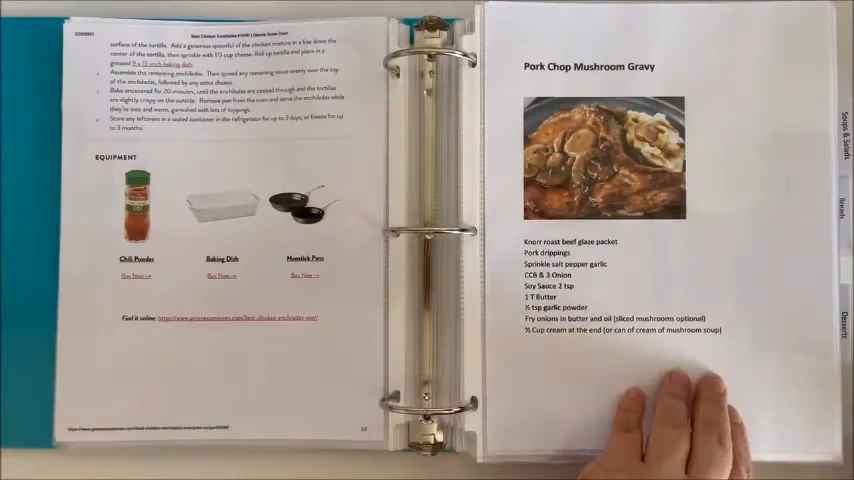 2/28/2021
Best Chicken Enchiladas EVER! | Gimme Some Oven
surface of the tortilla. Add a generous spoonful of the chicken mixture in a line down the
center of the tortilla, then sprinkle with 1/3 cup cheese. Roll up tortilla and place in a
greased 9 x 13-inch baking dish.
Assemble the remaining enchiladas. Then spread any remaining sauce evenly over the top
of the enchiladas, followed by any extra cheese.
Bake uncovered for 20 minutes, until the enchiladas are cooked through and the tortillas
are slightly crispy on the outside. Remove pan from the oven and serve the enchiladas while
they're nice and warm, garnished with lots of toppings.
Store any leftovers in a sealed container in the refrigerator for up to 3 days, or freeze for up
to 3 months.
EQUIPMENT
Chili Powder
Baking Dish
Nonstick Pans
Buy Now →
Buy Now →
Buy Now →
Find it online: https://www.gimmesomeoven.com/best-chicken-enchiladas-ever/
Pork Chop Mushroom Gravy
Knorr roast beef glaze packet
Pork drippings
Sprinkle salt pepper garlic
CCB & 3 Onion
Soy Sauce 2 tsp
1 T Butter
½ tsp garlic powder
Fry onions in butter and oil (sliced mushrooms optional)
½ Cup cream at the end (or can of cream of mushroom soup)
Soups & Salads
Breads
Desserts